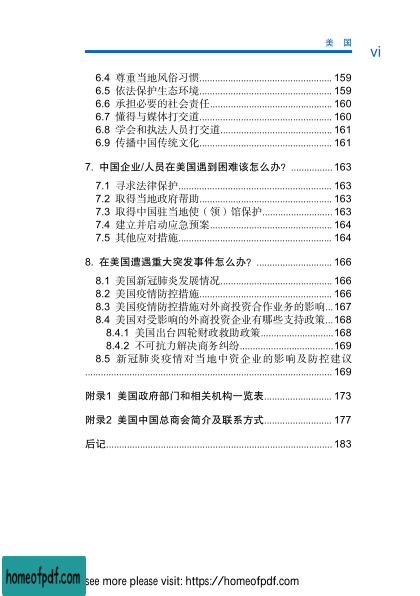 美 国
vi
6.4 尊重当地风俗习惯.................................................. 159
6.5 依法保护生态环境.................................................. 159
6.6 承担必要的社会责任.............................................. 160
6.7 懂得与媒体打交道.................................................. 160
6.8 学会和执法人员打交道.......................................... 161
6.9 传播中国传统文化.................................................. 161
7. 中国企业/人员在美国遇到困难该怎么办？................ 163
7.1 寻求法律保护.......................................................... 163
7.2 取得当地政府帮助.................................................. 163
7.3 取得中国驻当地使（领）馆保护........................... 163
7.4 建立并启动应急预案.............................................. 164
7.5 其他应对措施.......................................................... 164
8. 在美国遭遇重大突发事件怎么办？............................. 166
8.1 美国新冠肺炎发展情况.......................................... 166
8.2 美国疫情防控措施.................................................. 166
8.3 美国疫情防控措施对外商投资合作业务的影响... 167
8.4 美国对受影响的外商投资企业有哪些支持政策... 168
8.4.1 美国出台四轮财政救助政策............................ 168
8.4.2 不可抗力解决商务纠纷.................................... 169
8.5 新冠肺炎疫情对当地中资企业的影响及防控建议
............................................................................................... 169
附录1 美国政府部门和相关机构一览表.......................... 173
附录2 美国中国总商会简介及联系方式.......................... 177
后记...................................................................................... 183
homeofpdf.com
see more please visit: https://homeofpdf.com